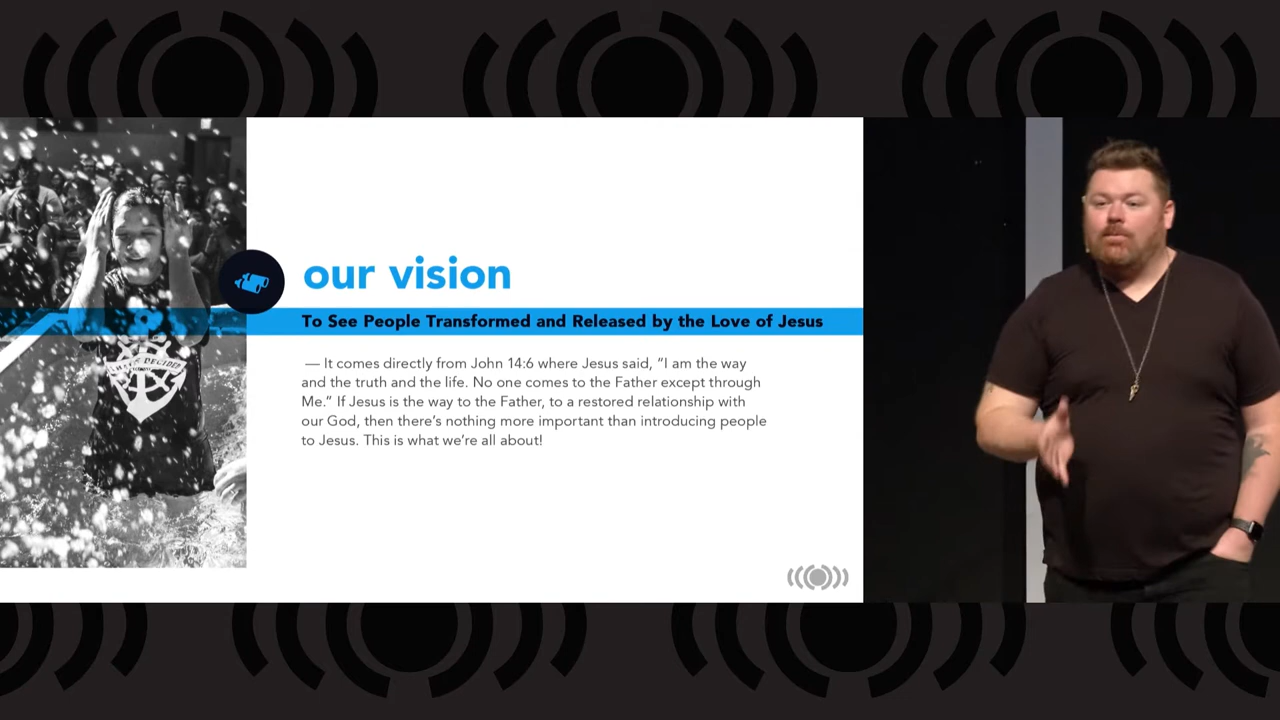 our vision
To See People Transformed and Released by the Love of Jesus
— It comes directly from John 14:6 where Jesus said, “I am the way
and the truth and the life. No one comes to the Father except through
Me.” If Jesus is the way to the Father, to a restored relationship with
our God, then there’s nothing more important than introducing people
to Jesus. This is what we’re all about!
I HAVE DECIDED